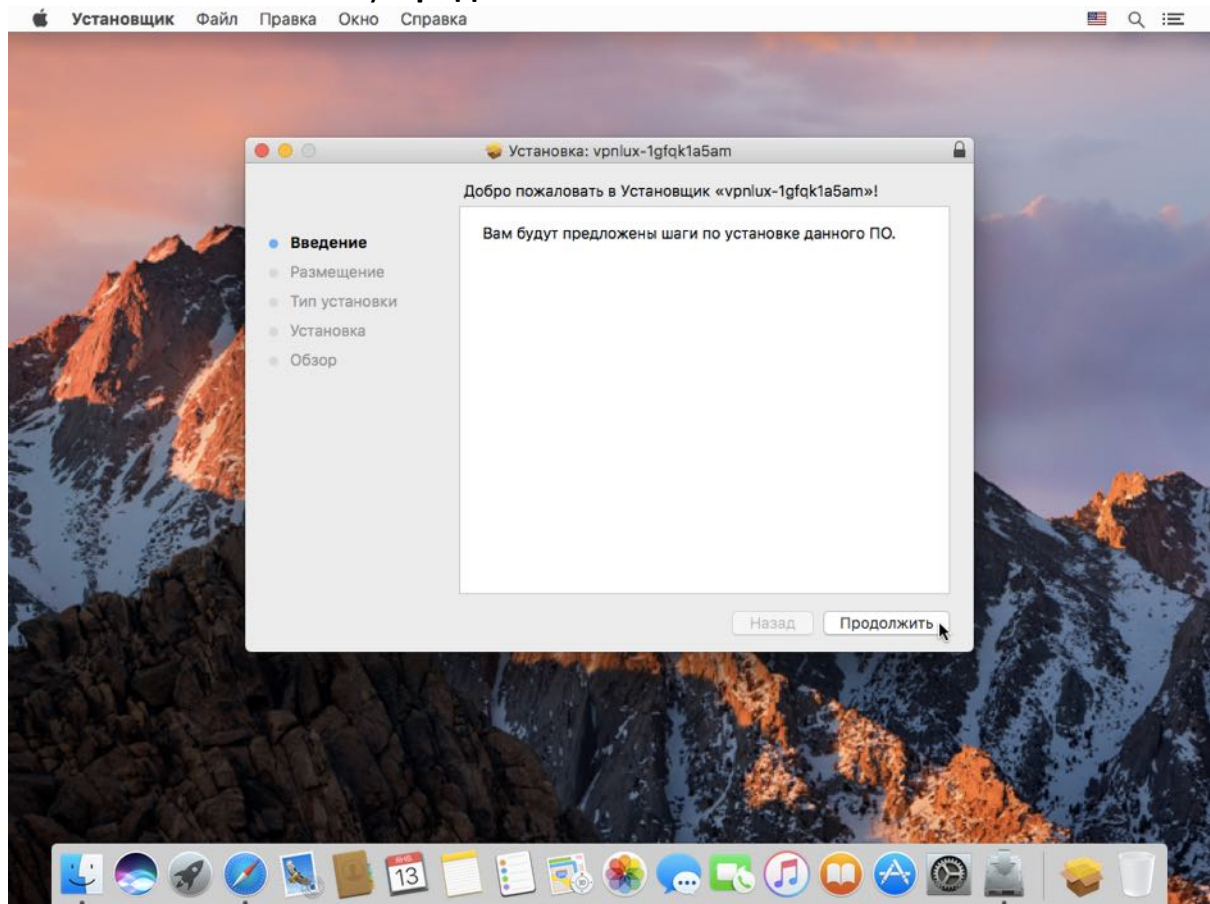 Установщик Файл Правка Окно Справка
Установка: vpnlux-1gfqk1a5am
Добро пожаловать в Установщик «vpnlux-1gfqk1a5am»!
Введение
Размещение
Тип установки
Установка
Обзор
Вам будут предложены шаги по установке данного ПО.
Назад Продолжить
ЯНВ.
13